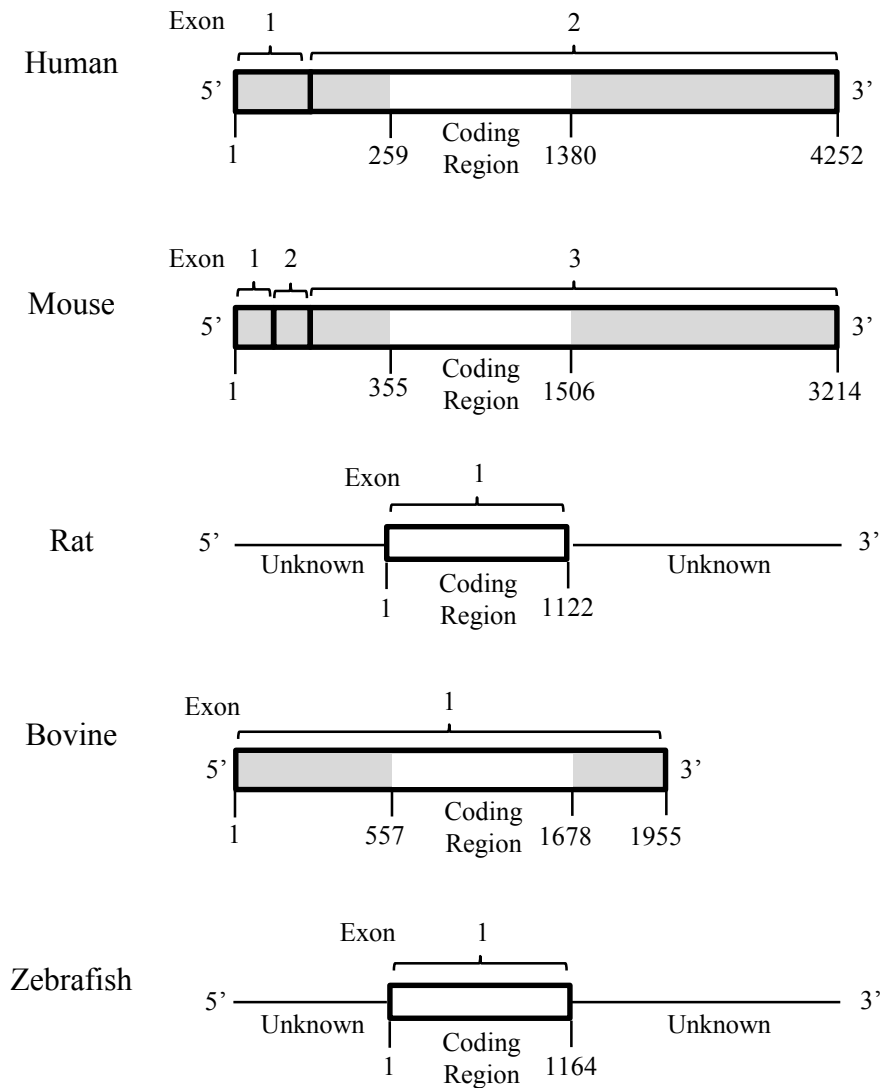 Exon 1 2
Human
5’ 3’
Coding
Region
1 259 1380 4252
Exon 1 2 3
Mouse
5’ 3’
Coding
Region
1 355 1506 3214
Exon 1
Rat
5’ 3’
Unknown Coding Unknown
Region
1 1122
Exon 1
Bovine
5’ 3’
Coding
Region
1 557 1678 1955
Exon 1
Zebrafish
5’ 3’
Unknown Coding Unknown
Region
1 1164